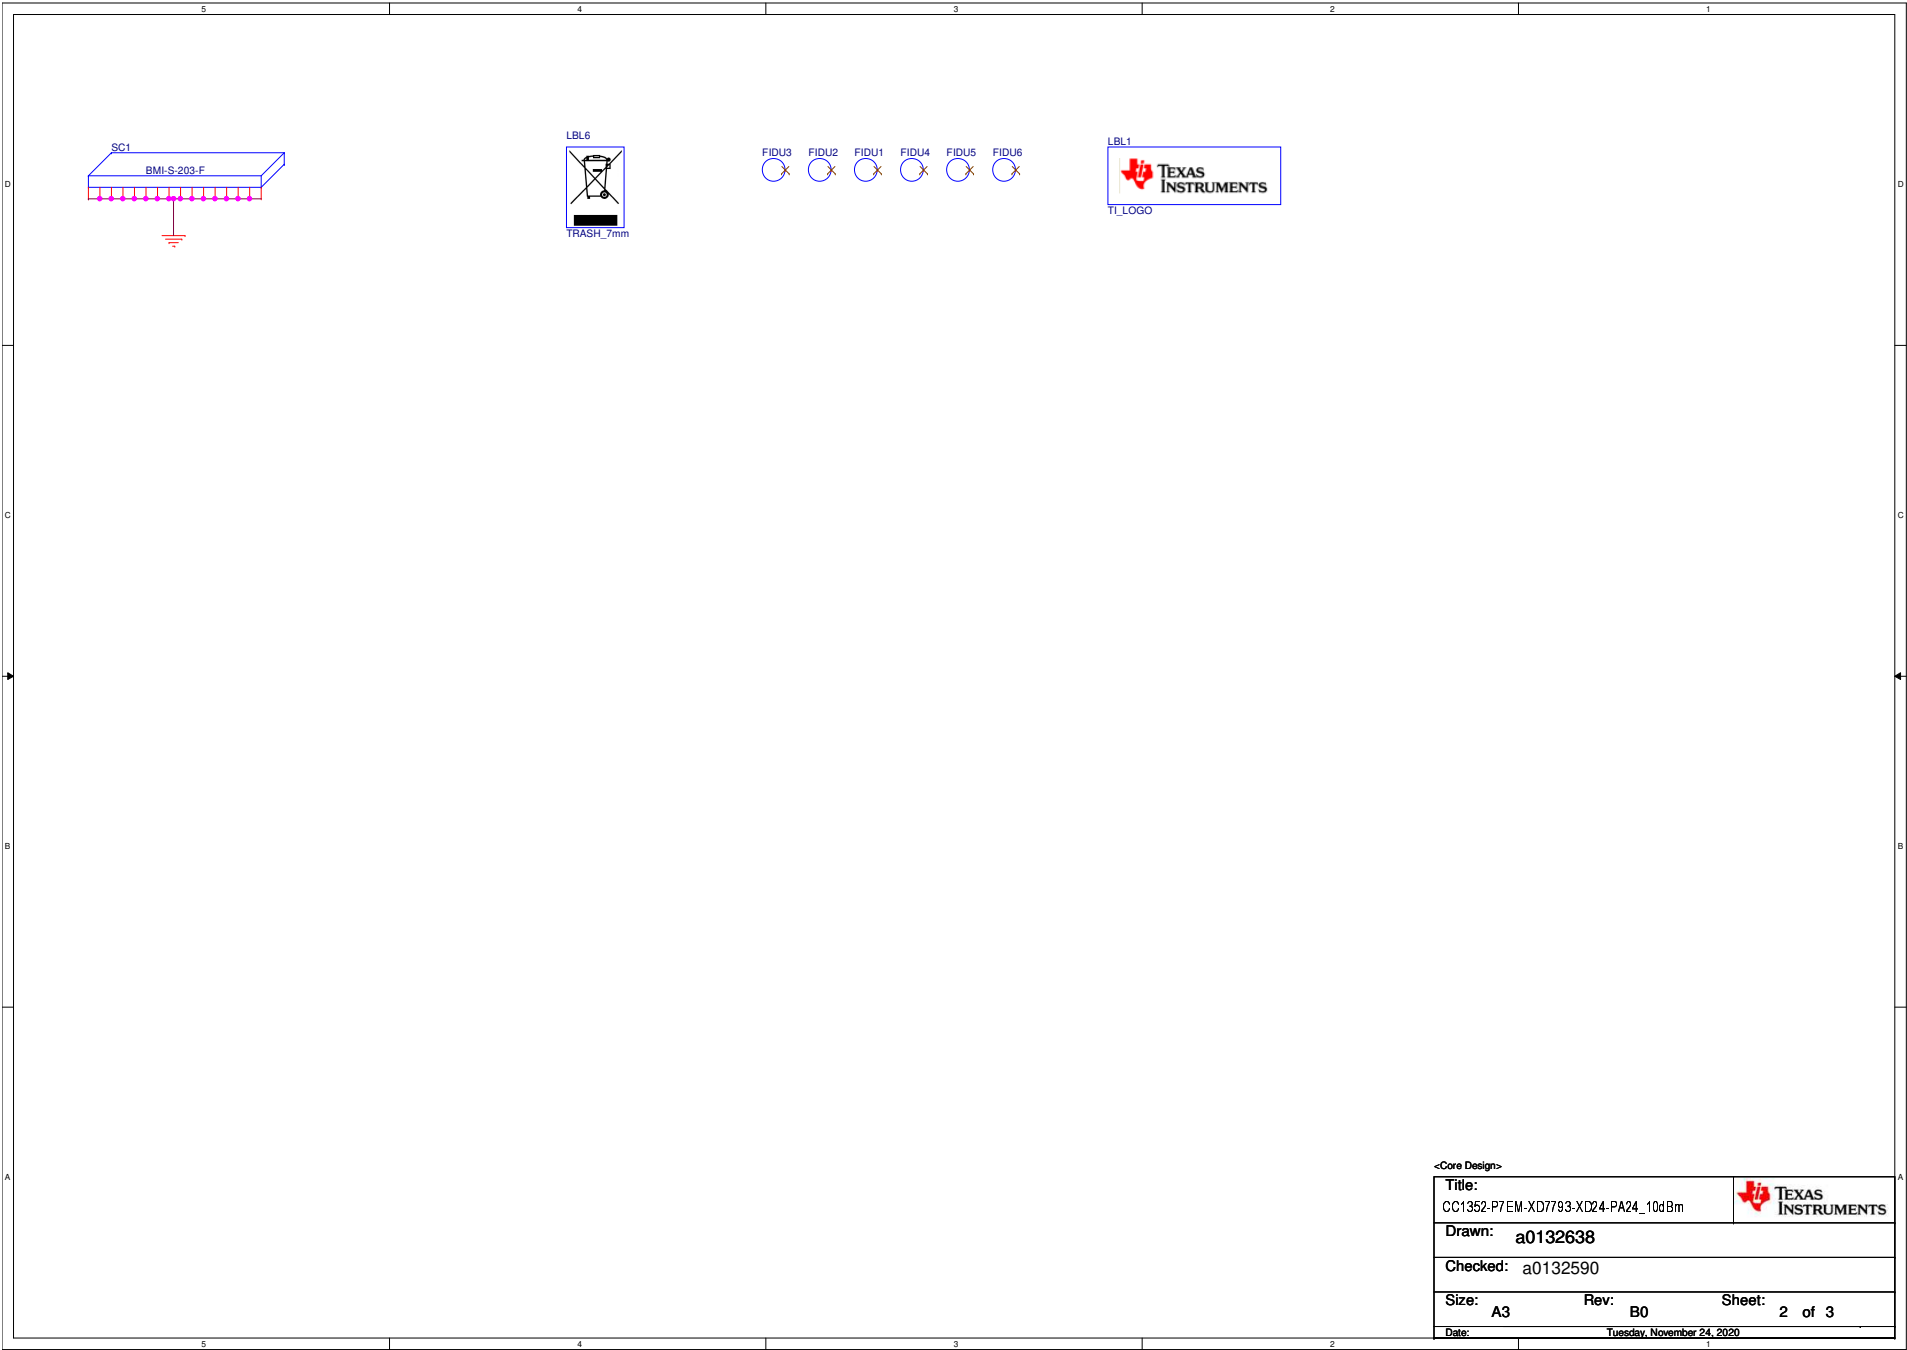 5 4 3 2 1
SC1
BMI-S-203-F
LBL6
TRASH_7mm
FIDU3 FIDU2 FIDU1 FIDU4 FIDU5 FIDU6
LBL1
TEXAS
INSTRUMENTS
TI_LOGO
D D
C C
B B
A A
<Core Design>
Title:
CC1352-P7EM-XD7793-XD24-PA24_10dBm
TEXAS
INSTRUMENTS
Drawn: a0132638
Checked: a0132590
Size: A3 Rev: B0 Sheet: 2 of 3
Date: Tuesday, November 24, 2020
5 4 3 2 1